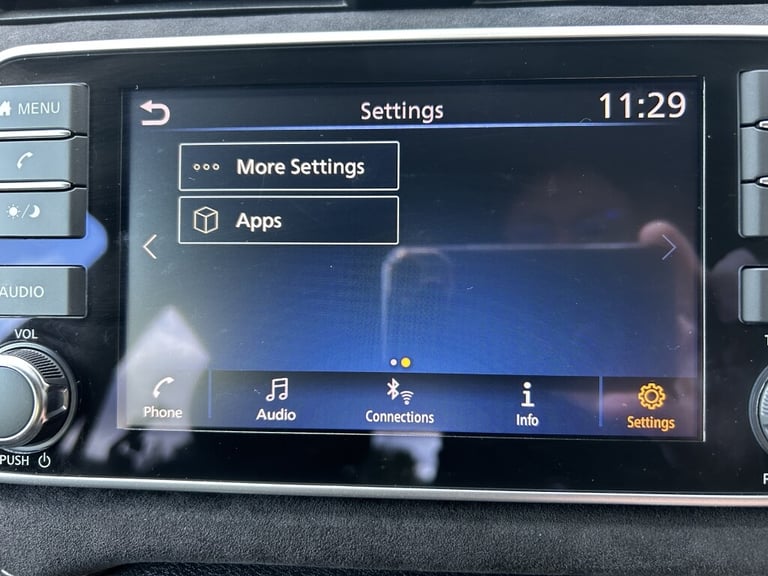 MENU
Settings
11:29
More Settings
Apps
AUDIO
VOL
Phone
Audio
Connections
Info
Settings
PUSH